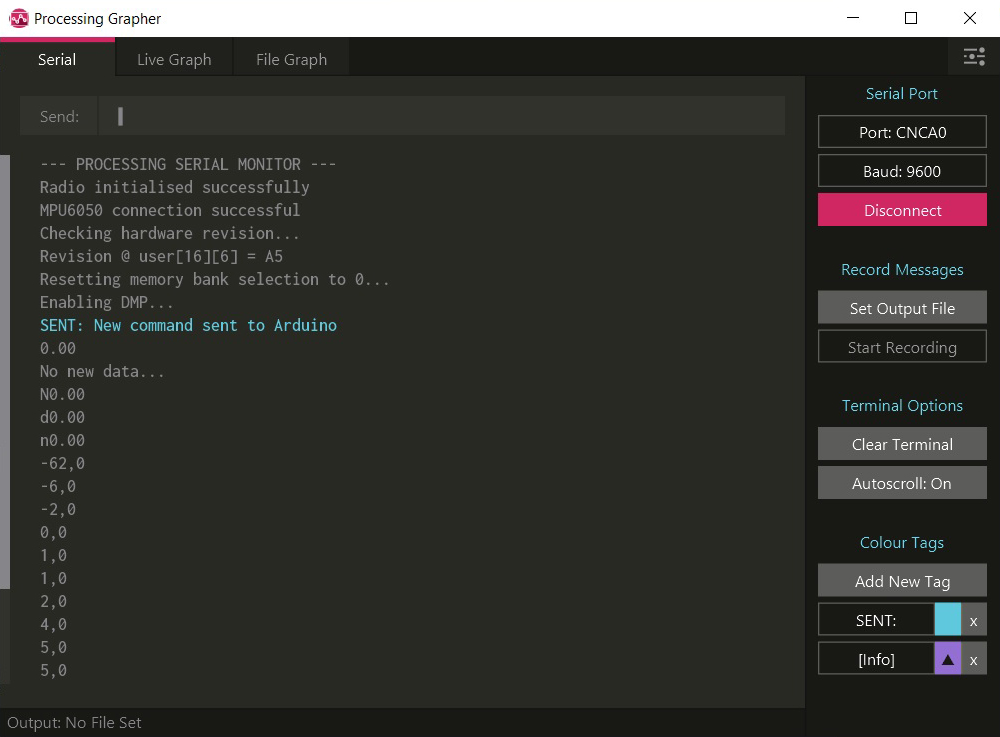 Processing Grapher
Serial
Live Graph
File Graph
Send:
--- PROCESSING SERIAL MONITOR ---
Radio initialised successfully
MPU6050 connection successful
Checking hardware revision...
Revision @ user[16][6] = A5
Resetting memory bank selection to 0...
Enabling DMP...
SENT: New command sent to Arduino
0.00
No new data...
N0.00
d0.00
n0.00
-62,0
-6,0
-2,0
0,0
1,0
1,0
2,0
4,0
5,0
5,0
Serial Port
Port: CNCA0
Baud: 9600
Disconnect
Record Messages
Set Output File
Start Recording
Terminal Options
Clear Terminal
Autoscroll: On
Colour Tags
Add New Tag
SENT: x
[Info] ▲ x
Output: No File Set